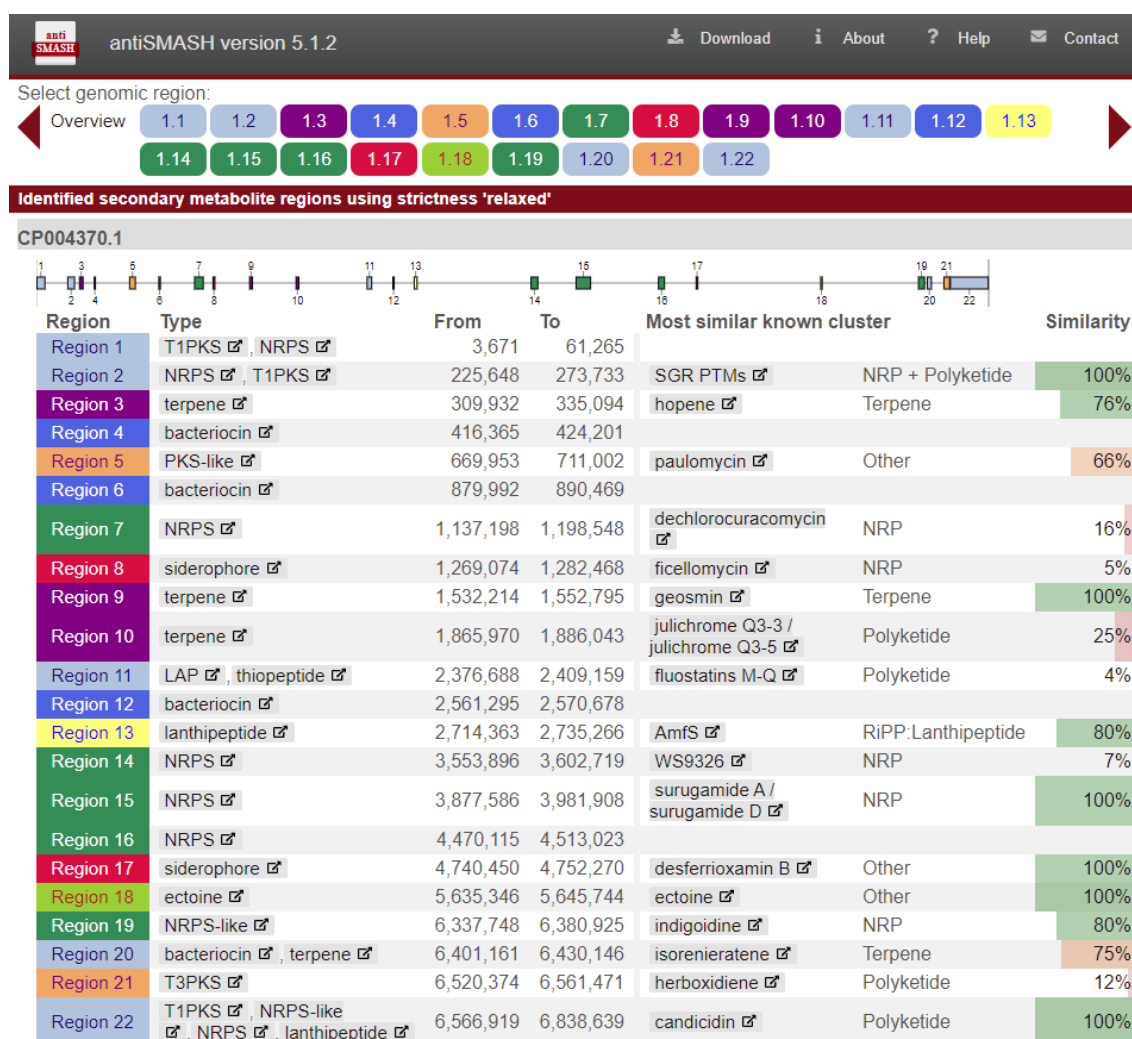 anti SMASH antiSMASH version 5.1.2 Download About Help Contact
Select genomic region:
Overview 1.1 1.2 1.3 1.4 1.5 1.6 1.7 1.8 1.9 1.10 1.11 1.12 1.13
1.14 1.15 1.16 1.17 1.18 1.19 1.20 1.21 1.22
Identified secondary metabolite regions using strictness 'relaxed'
CP004370.1
1 3 5 7 9 11 13 15 17 19 21
2 4 6 8 10 12 14 16 18 20 22
Region Type From To Most similar known cluster Similarity
Region 1 T1PKS , NRPS 3,671 61,265
Region 2 NRPS , T1PKS 225,648 273,733 SGR PTMs NRP + Polyketide 100%
Region 3 terpene 309,932 335,094 hopene Terpene 76%
Region 4 bacteriocin 416,365 424,201
Region 5 PKS-like 669,953 711,002 paulomycin Other 66%
Region 6 bacteriocin 879,992 890,469
Region 7 NRPS 1,137,198 1,198,548 dechlorocuracomycin NRP 16%
Region 8 siderophore 1,269,074 1,282,468 ficellomycin NRP 5%
Region 9 terpene 1,532,214 1,552,795 geosmin Terpene 100%
Region 10 terpene 1,865,970 1,886,043 julichrome Q3-3 /
julichrome Q3-5 Polyketide 25%
Region 11 LAP , thiopeptide 2,376,688 2,409,159 fluostatins M-Q Polyketide 4%
Region 12 bacteriocin 2,561,295 2,570,678
Region 13 lanthipeptide 2,714,363 2,735,266 AmfS RiPP:Lanthipeptide 80%
Region 14 NRPS 3,553,896 3,602,719 WS9326 NRP 7%
Region 15 NRPS 3,877,586 3,981,908 surugamide A /
surugamide D NRP 100%
Region 16 NRPS 4,470,115 4,513,023
Region 17 siderophore 4,740,450 4,752,270 desferrioxamin B Other 100%
Region 18 ectoine 5,635,346 5,645,744 ectoine Other 100%
Region 19 NRPS-like 6,337,748 6,380,925 indigoidine NRP 80%
Region 20 bacteriocin , terpene 6,401,161 6,430,146 isorenieratene Terpene 75%
Region 21 T3PKS 6,520,374 6,561,471 herboxidiene Polyketide 12%
Region 22 T1PKS , NRPS-like
, NRPS , lanthipeptide 6,566,919 6,838,639 candicidin Polyketide 100%